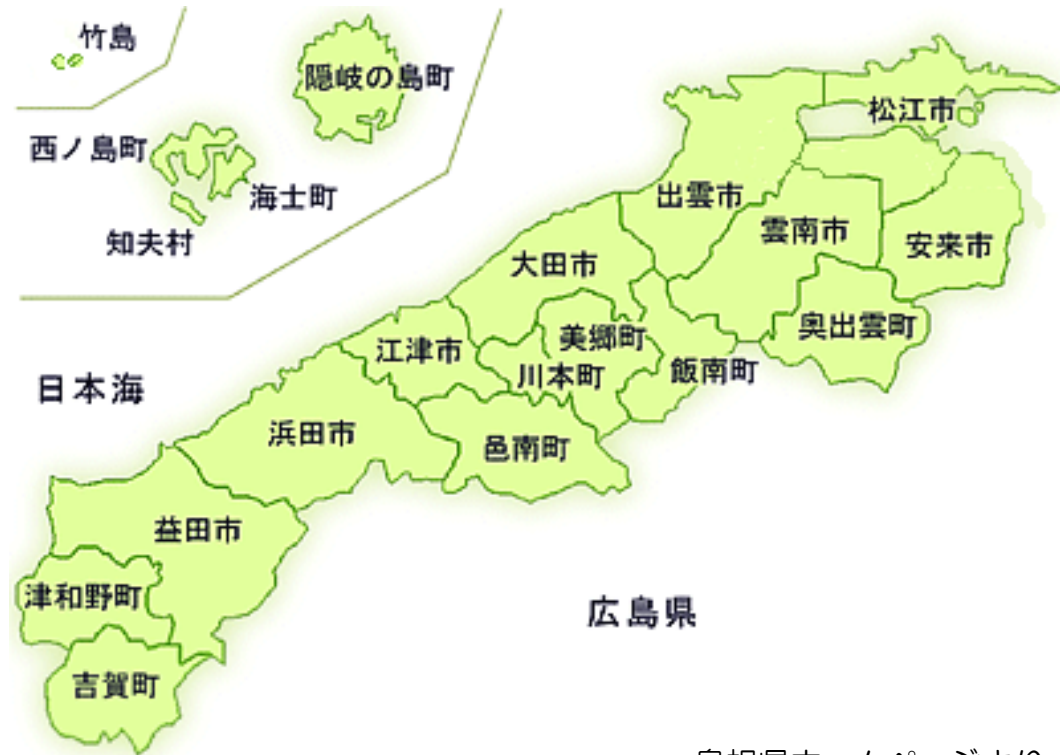 竹島
隠岐の島町
西ノ島町
海士町
知夫村
松江市
出雲市
雲南市
安来市
大田市
奥出雲町
美郷町
江津市
川本町
飯南町
日本海
浜田市
邑南町
益田市
津和野町
広島県
吉賀町